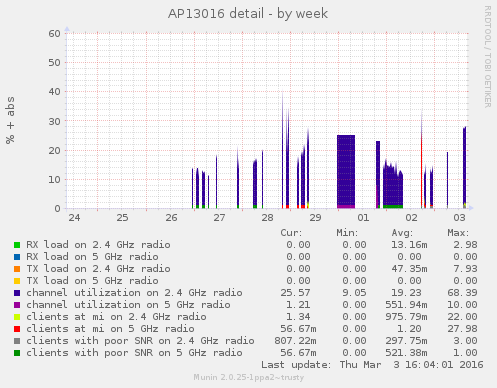 AP13016 detail - by week
RRDTOOL / TOBI OETIKER
% + abs
60
50
40
30
20
10
0
24 25 26 27 28 29 01 02 03
Cur: Min: Avg: Max:
RX load on 2.4 GHz radio 0.00 0.00 13.16m 2.98
RX load on 5 GHz radio 0.00 0.00 0.00 0.00
TX load on 2.4 GHz radio 0.00 0.00 47.35m 7.93
TX load on 5 GHz radio 0.00 0.00 0.00 0.00
channel utilization on 2.4 GHz radio 25.57 9.05 19.23 68.39
channel utilization on 5 GHz radio 1.21 0.00 551.94m 10.00
clients at mi on 2.4 GHz radio 1.34 0.00 975.79m 22.00
clients at mi on 5 GHz radio 56.67m 0.00 1.20 27.98
clients with poor SNR on 2.4 GHz radio 807.22m 0.00 297.75m 3.00
clients with poor SNR on 5 GHz radio 56.67m 0.00 521.38m 1.00
Last update: Thu Mar 3 16:04:01 2016
Munin 2.0.25-1ppa2~trusty